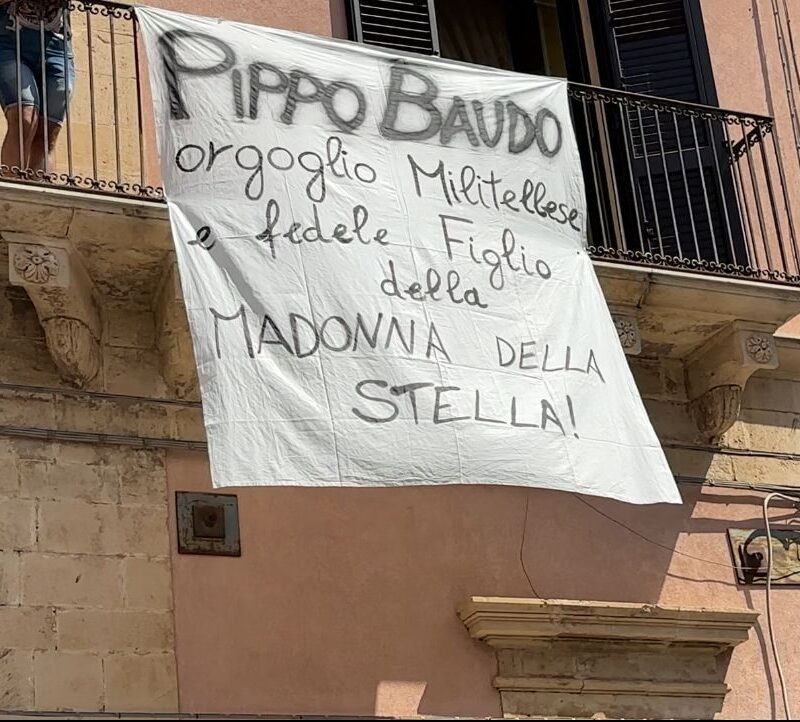 PIPPO BAUDO
orgoglio Militellese
e fedele Figlio
della
MADONNA DELLA
STELLA!